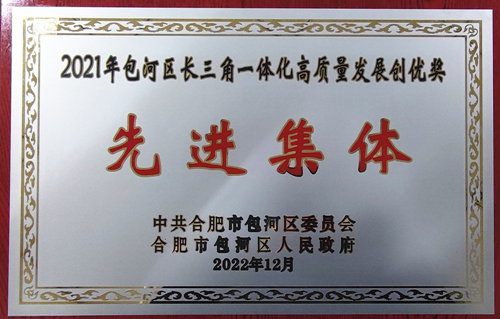 2021年包河区长三角一体化高质量发展创优奖
先进集体
中共合肥市包河区委员会
合肥市包河区人民政府
2022年12月